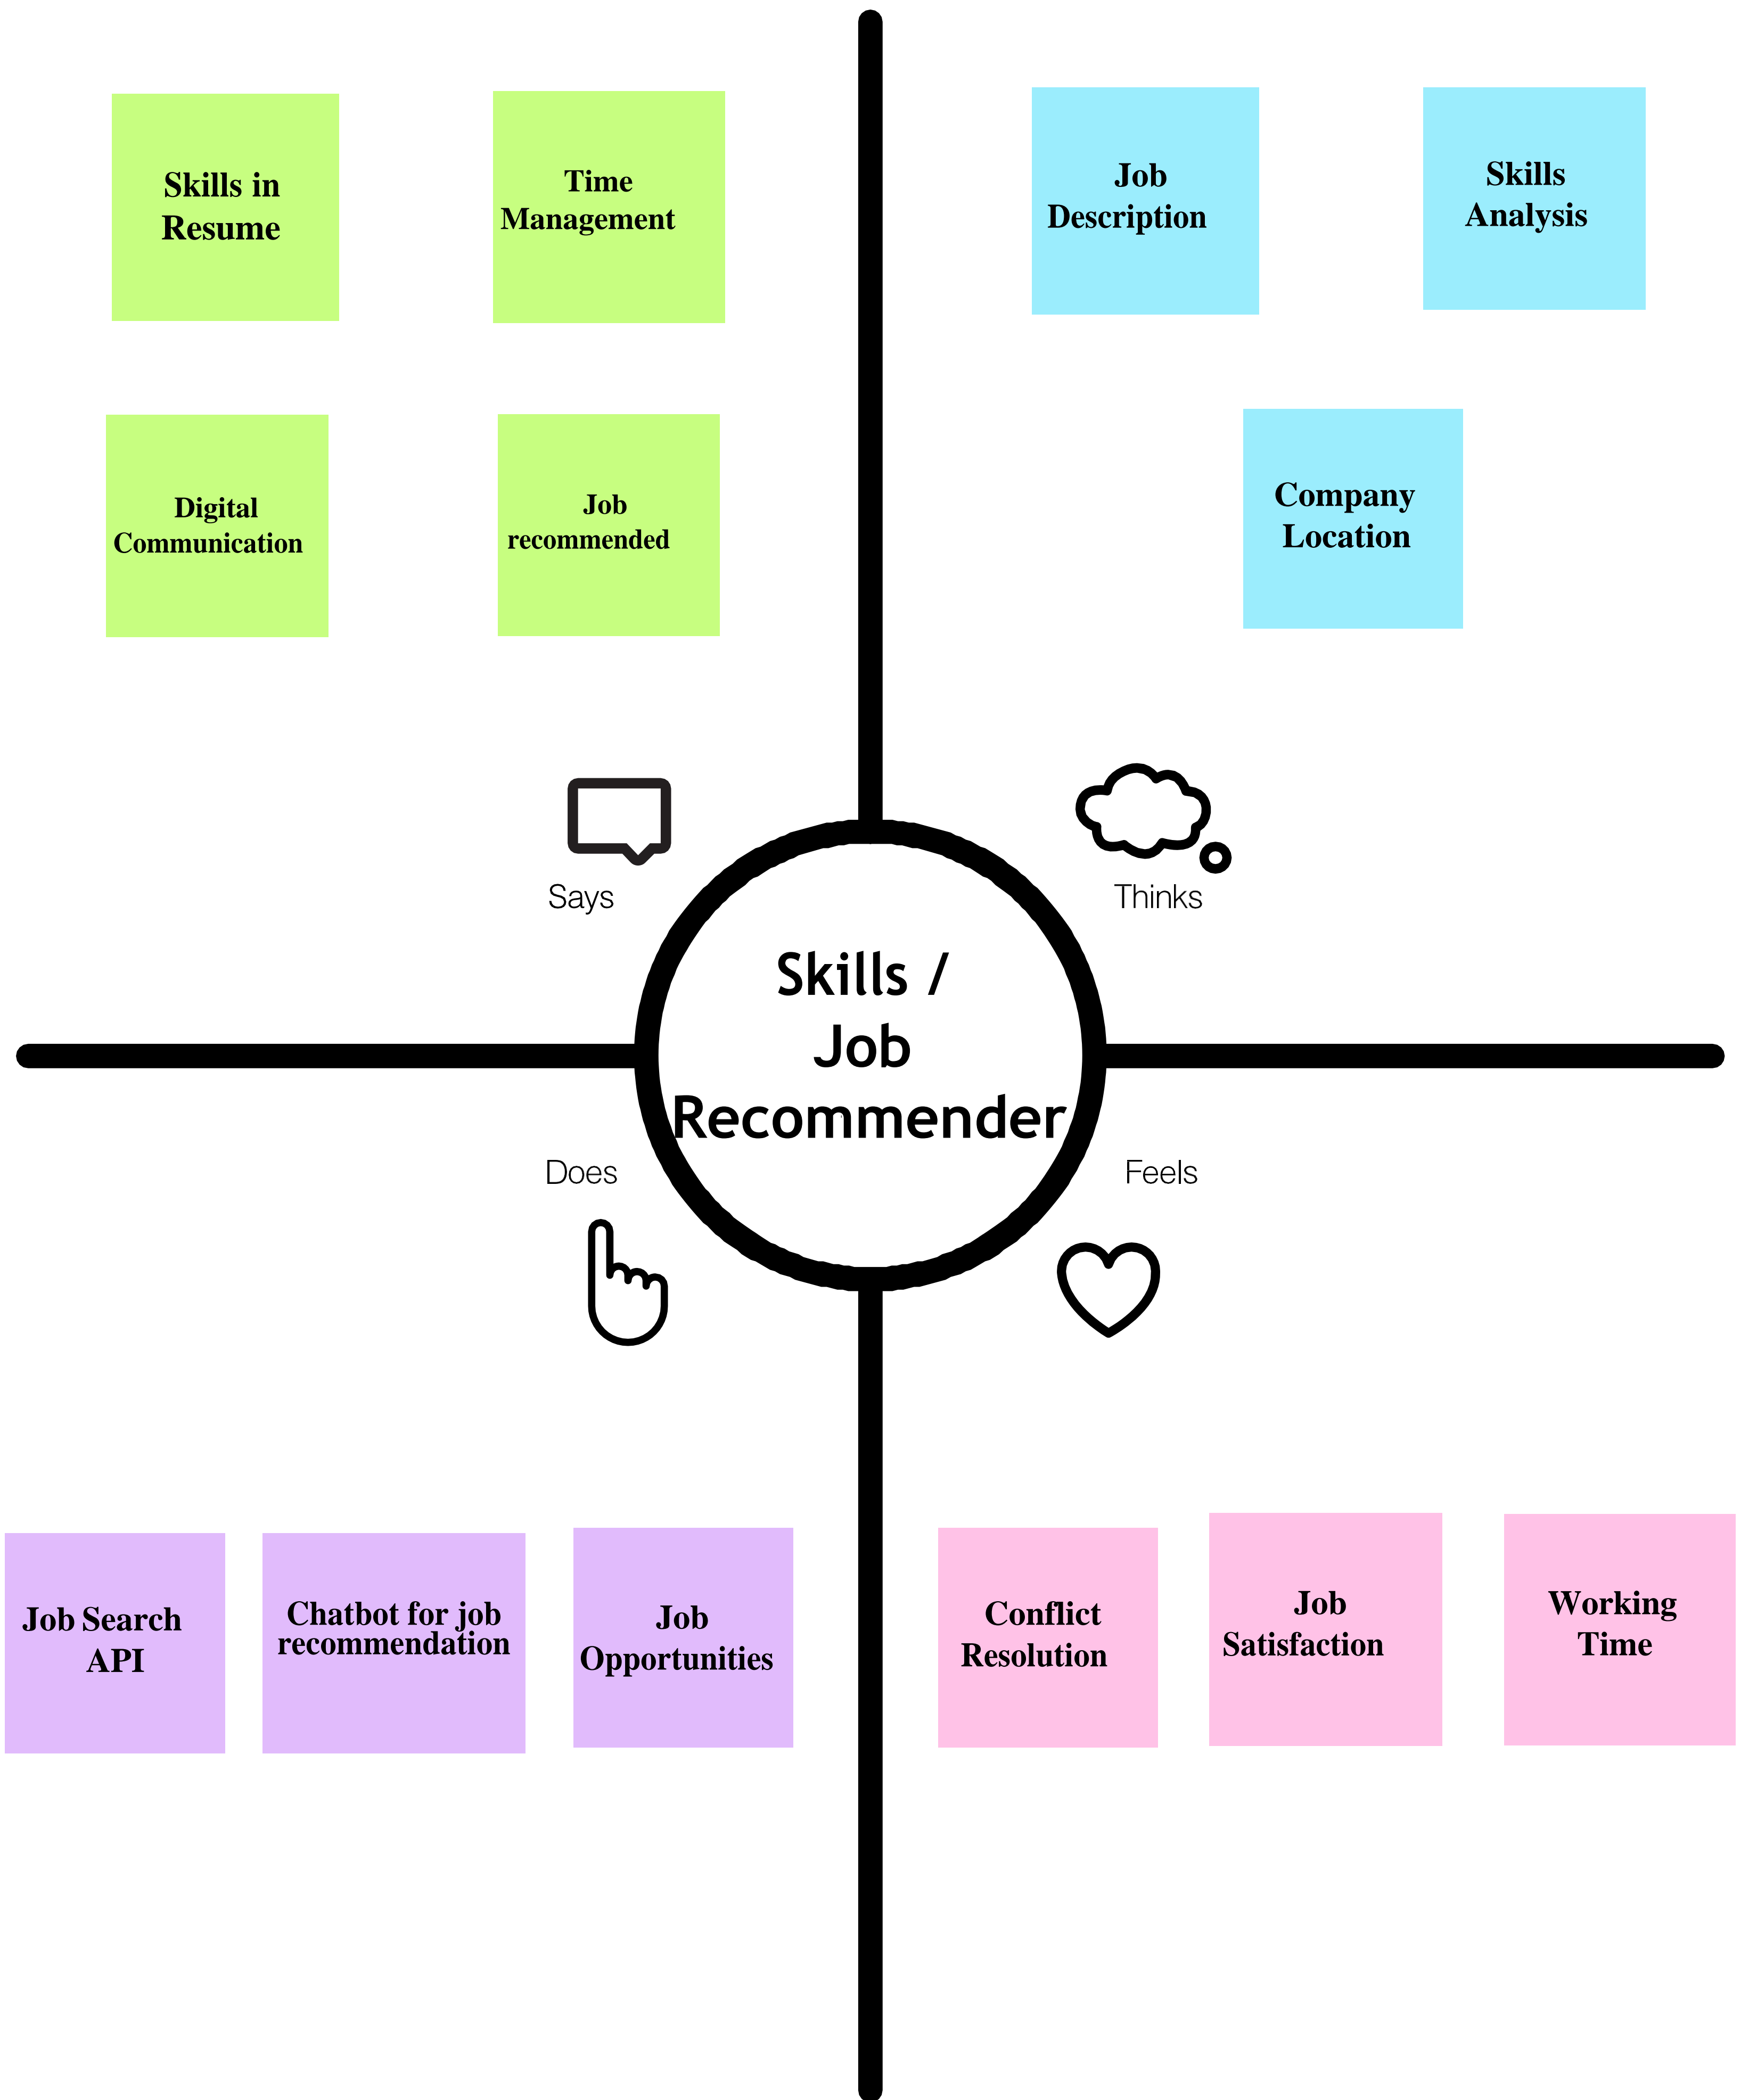 Skills in
Resume
Time
Management
Job
Description
Skills
Analysis
Digital
Communication
Job
recommended
Company
Location
Says
Thinks
Skills /
Job
Recommender
Does
Feels
Job Search
API
Chatbot for job
recommendation
Job
Opportunities
Conflict
Resolution
Job
Satisfaction
Working
Time